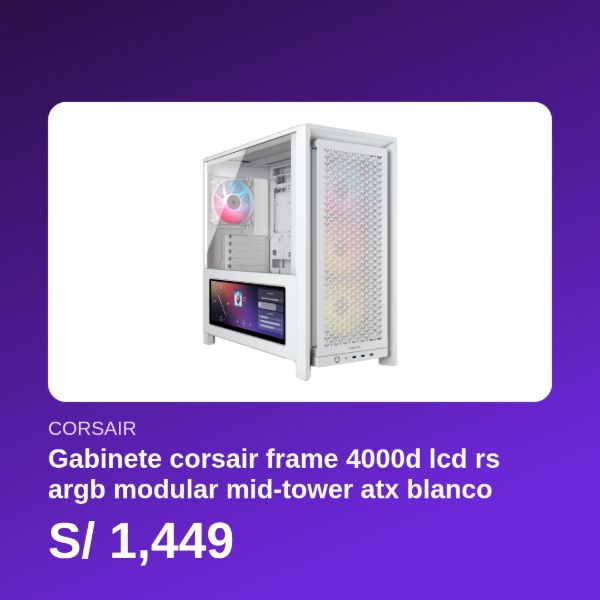 CORSAIR
Gabinete corsair frame 4000d lcd rs
argb modular mid-tower atx blanco
S/ 1,449